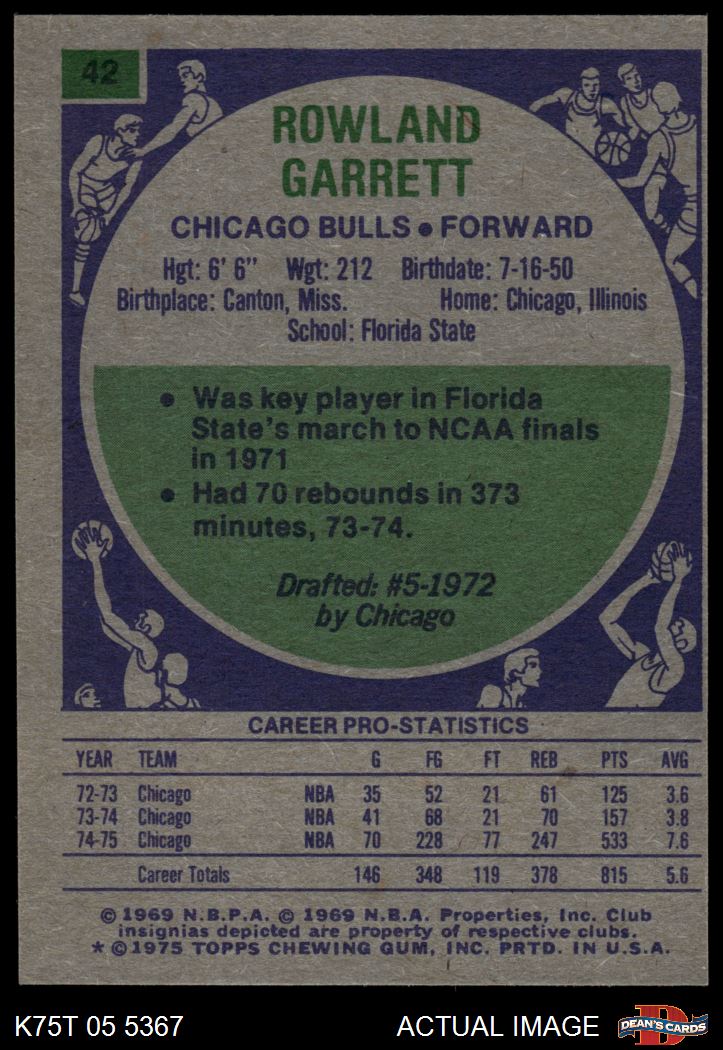 42
ROWLAND
GARRETT
CHICAGO BULLS • FORWARD
Hgt: 6' 6" Wgt: 212 Birthdate: 7-16-50
Birthplace: Canton, Miss. Home: Chicago, Illinois
School: Florida State
• Was key player in Florida
State's march to NCAA finals
in 1971
• Had 70 rebounds in 373
minutes, 73-74.
Drafted: #5-1972
by Chicago
CAREER PRO-STATISTICS
YEAR TEAM G FG FT REB PTS AVG
72-73 Chicago NBA 35 52 21 61 125 3.6
73-74 Chicago NBA 41 68 21 70 157 3.8
74-75 Chicago NBA 70 228 77 247 533 7.6
Career Totals 146 348 119 378 815 5.6
© 1969 N.B.P.A. © 1969 N.B.A. Properties, Inc. Club
insignias depicted are property of respective clubs.
* © 1975 TOPPS CHEWING GUM, INC. PRTD. IN U.S.A.
K75T 05 5367 ACTUAL IMAGE D DEAN'S CARDS